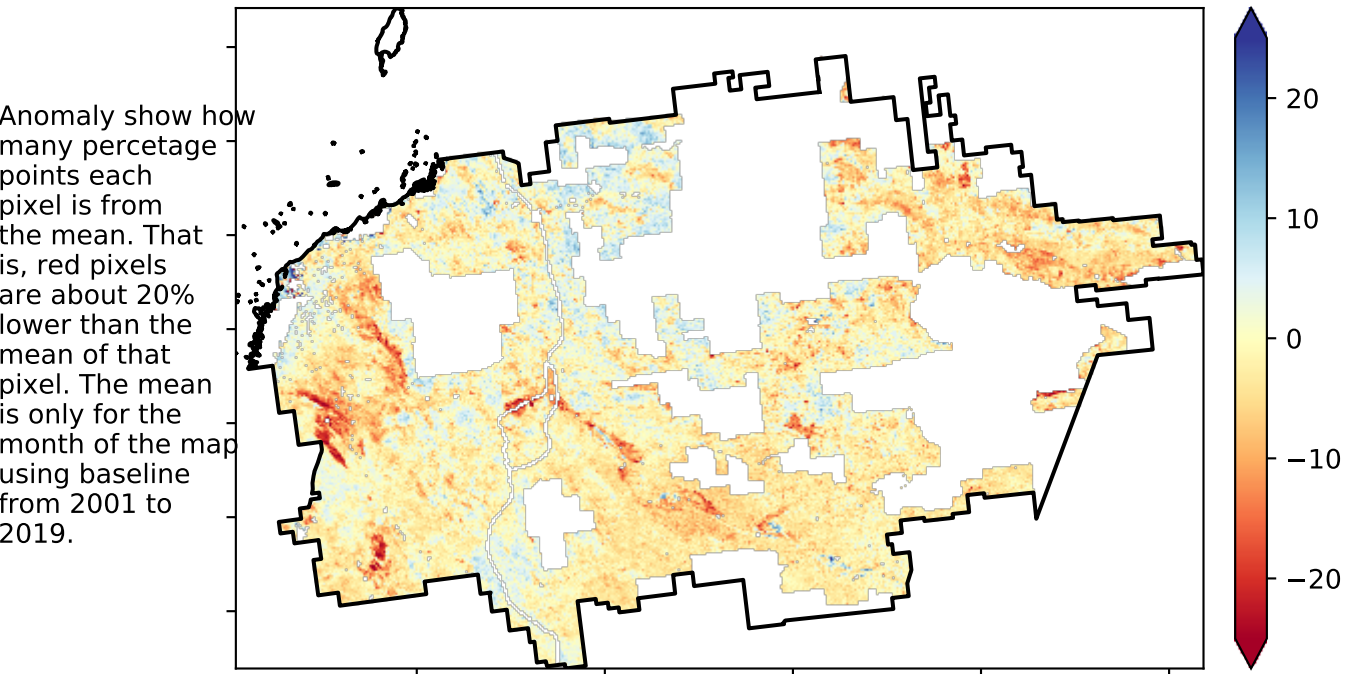 Anomaly show how
many percetage
points each
pixel is from
the mean. That
is, red pixels
are about 20%
lower than the
mean of that
pixel. The mean
is only for the
month of the map
using baseline
from 2001 to
2019.
20
10
0
−10
−20